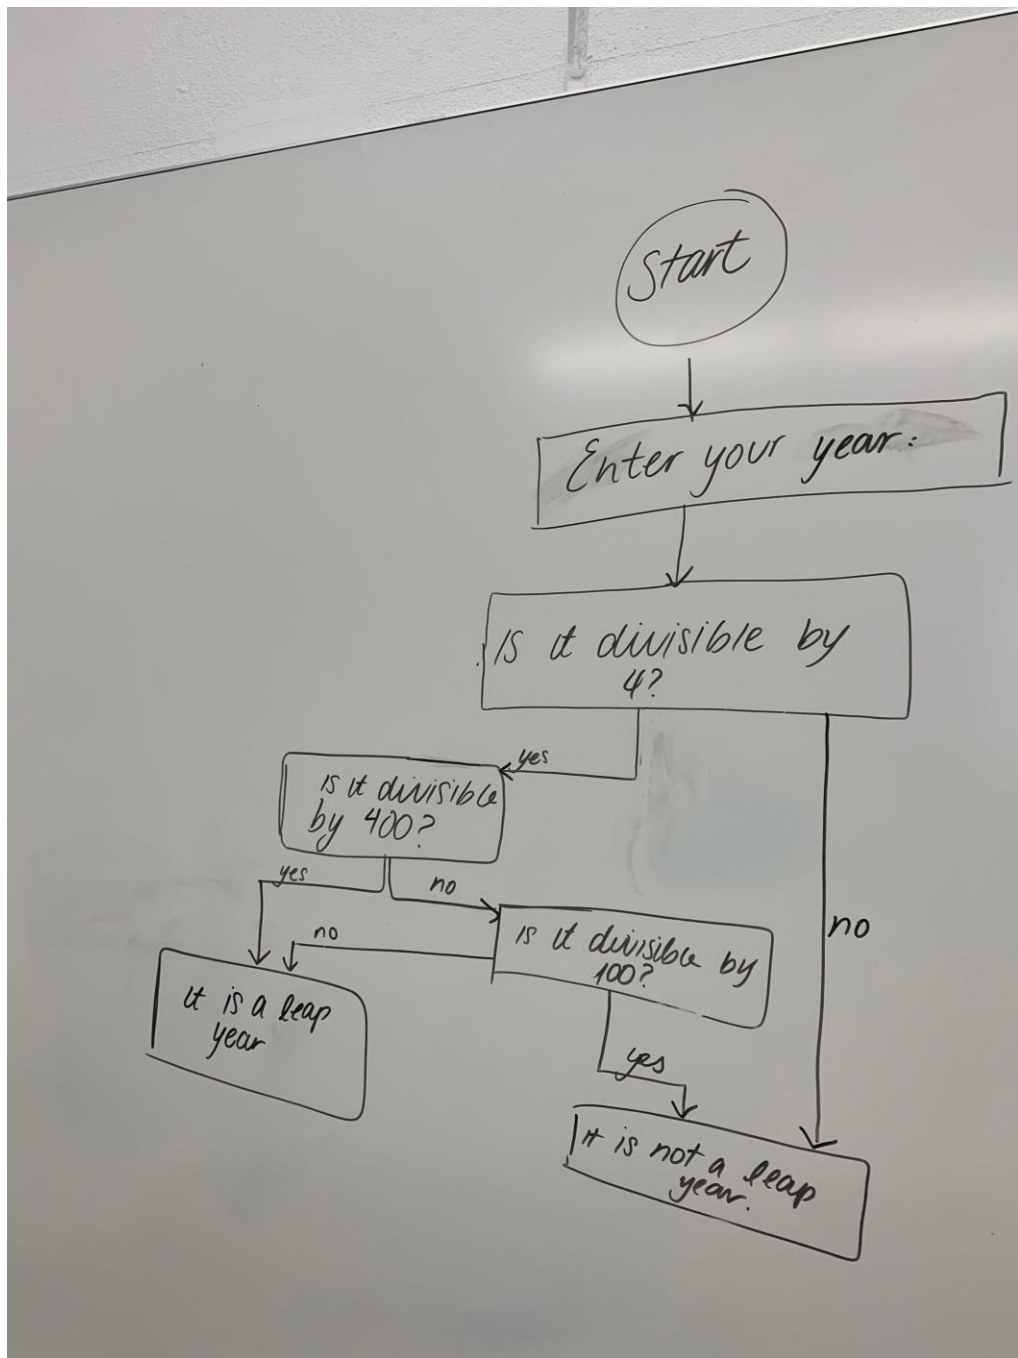 Start
Enter your year:
Is it divisible by
4?
yes
Is it divisible
by 400?
yes
no
no
no
Is it divisible by
100?
It is a leap
year
yes
It is not a leap
year.